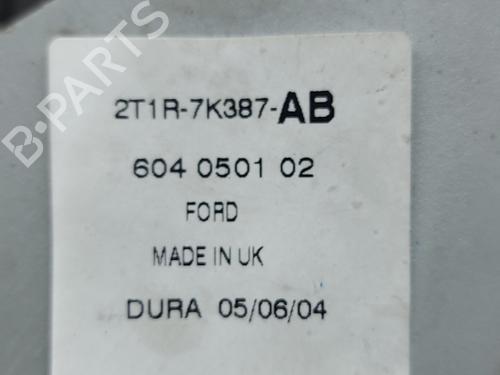 B-PARTS
2T1R-7K387-AB
604 0501 02
FORD
MADE IN UK
DURA 05/06/04